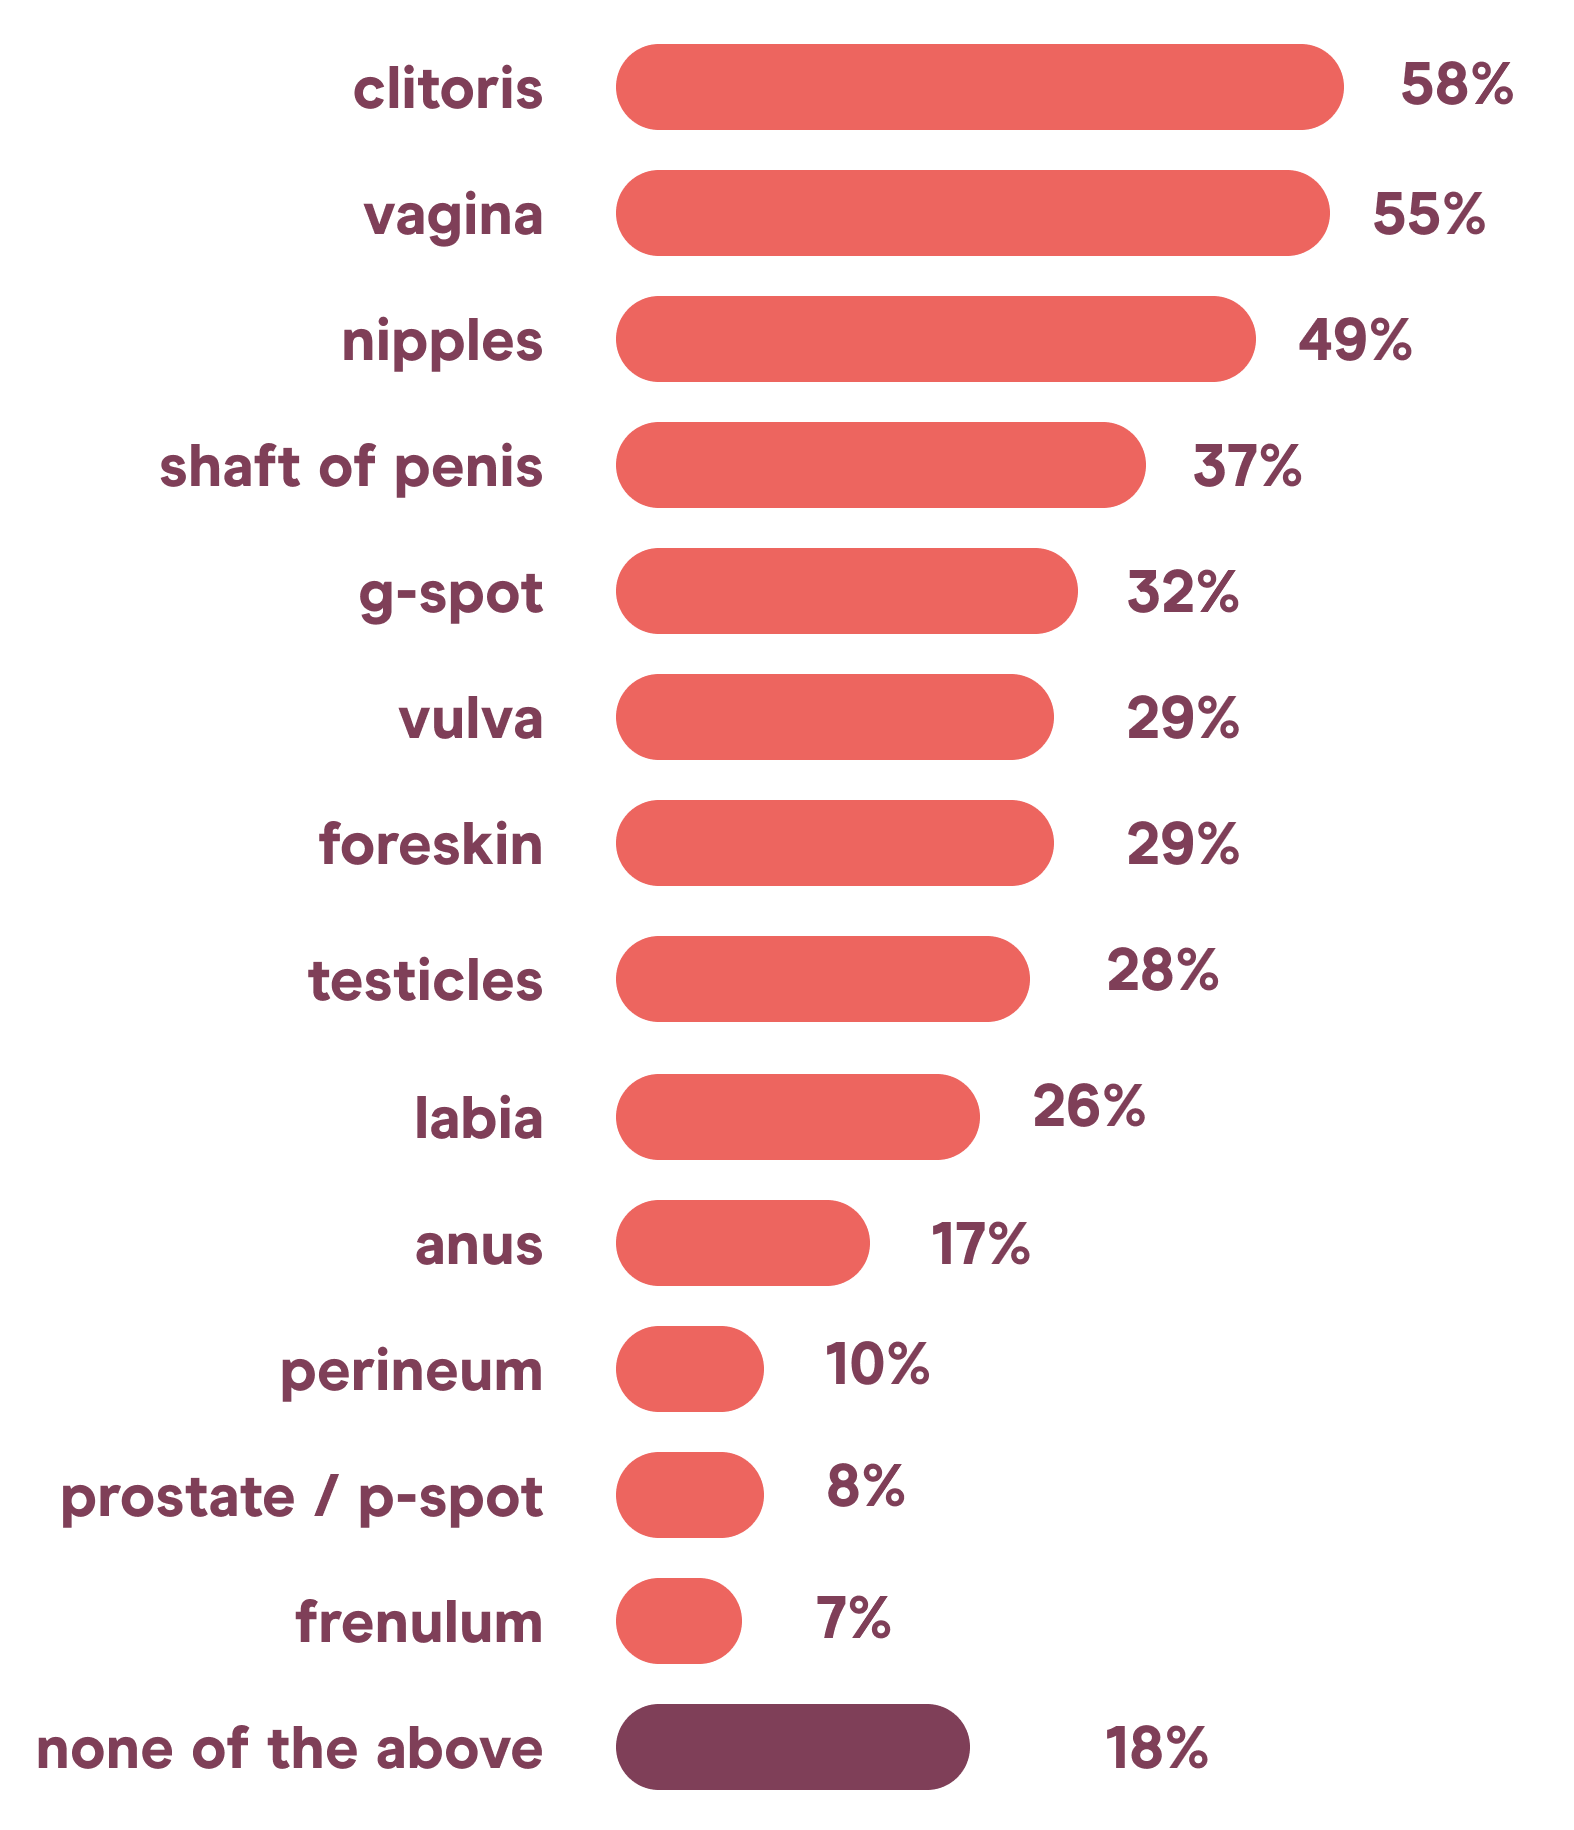 clitoris 58%
vagina 55%
nipples 49%
shaft of penis 37%
g-spot 32%
vulva 29%
foreskin 29%
testicles 28%
labia 26%
anus 17%
perineum 10%
prostate / p-spot 8%
frenulum 7%
none of the above 18%